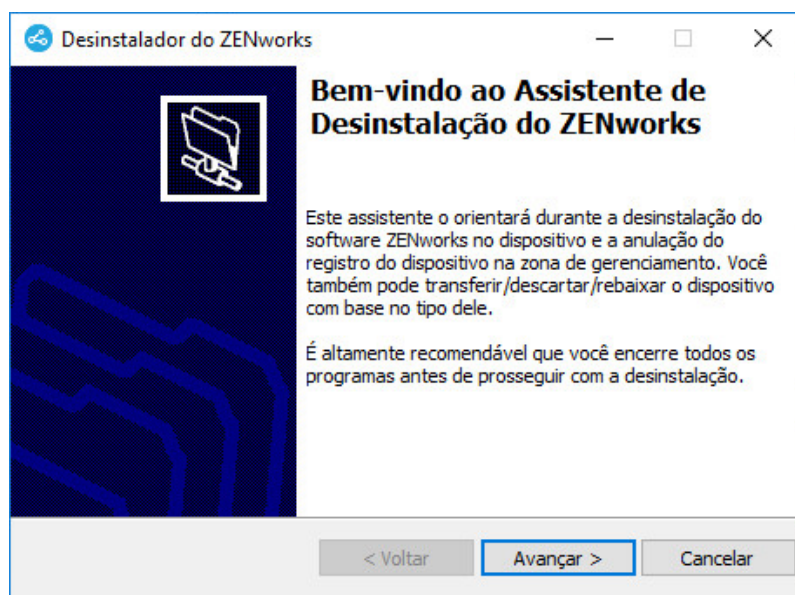 Desinstalador do ZENworks
Bem-vindo ao Assistente de
Desinstalação do ZENworks
Este assistente o orientará durante a desinstalação do
software ZENworks no dispositivo e a anulação do
registro do dispositivo na zona de gerenciamento. Você
também pode transferir/descartar/rebaixar o dispositivo
com base no tipo dele.
É altamente recomendável que você encerre todos os
programas antes de prosseguir com a desinstalação.
< Voltar
Avançar >
Cancelar